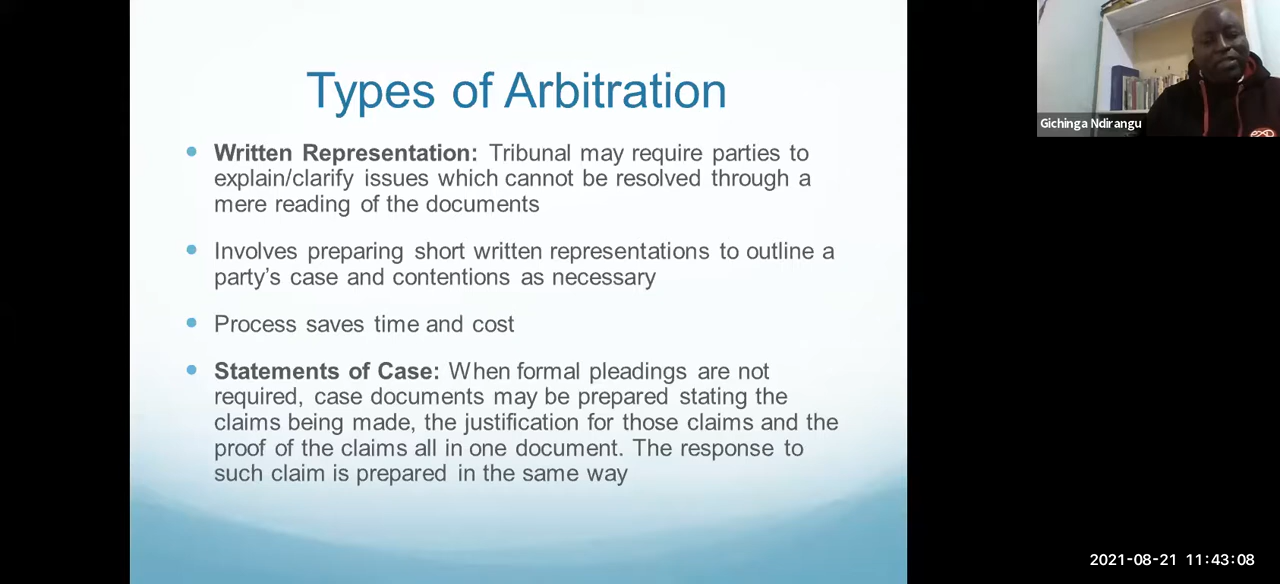 Types of Arbitration
Written Representation: Tribunal may require parties to
explain/clarify issues which cannot be resolved through a
mere reading of the documents
Involves preparing short written representations to outline a
party's case and contentions as necessary
Process saves time and cost
Statements of Case: When formal pleadings are not
required, case documents may be prepared stating the
claims being made, the justification for those claims and the
proof of the claims all in one document. The response to
such claim is prepared in the same way
Gichinga Ndirangu
2021-08-21 11:43:08